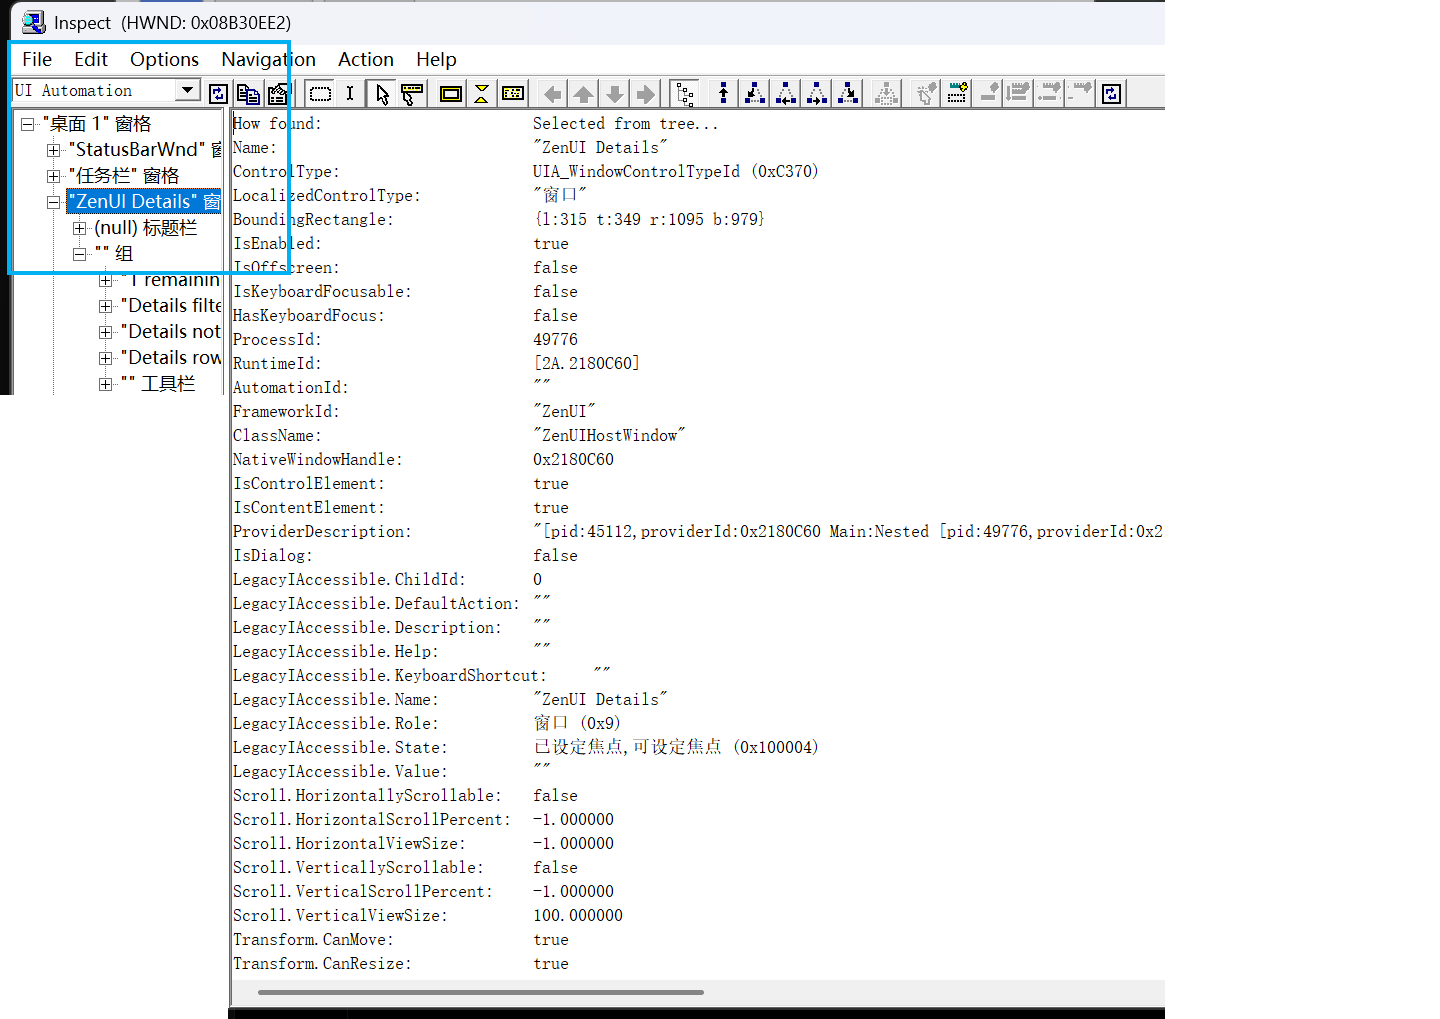 Inspect (HWND: 0x08B30EE2)
File Edit Options Navigation Action Help
UI Automation
"桌面 1" 窗格
"StatusBarWnd"
"任务栏" 窗格
"ZenUI Details" 窗
(null) 标题栏
"" 组
"1 remainin
"Details filte
"Details not
"Details row
"" 工具栏
How found: Selected from tree...
Name: "ZenUI Details"
ControlType: UIA_WindowControlTypeId (0xC370)
LocalizedControlType: "窗口"
BoundingRectangle: {l:315 t:349 r:1095 b:979}
IsEnabled: true
IsOffscreen: false
IsKeyboardFocusable: false
HasKeyboardFocus: false
ProcessId: 49776
RuntimeId: [2A.2180C60]
AutomationId: ""
FrameworkId: "ZenUI"
ClassName: "ZenUIHostWindow"
NativeWindowHandle: 0x2180C60
IsControlElement: true
IsContentElement: true
ProviderDescription: "[pid:45112,providerId:0x2180C60 Main:Nested [pid:49776,providerId:0x2
IsDialog: false
LegacyIAccessible.ChildId: 0
LegacyIAccessible.DefaultAction: ""
LegacyIAccessible.Description: ""
LegacyIAccessible.Help: ""
LegacyIAccessible.KeyboardShortcut: ""
LegacyIAccessible.Name: "ZenUI Details"
LegacyIAccessible.Role: 窗口 (0x9)
LegacyIAccessible.State: 已设定焦点,可设定焦点 (0x100004)
LegacyIAccessible.Value: ""
Scroll.HorizontallyScrollable: false
Scroll.HorizontalScrollPercent: -1.000000
Scroll.HorizontalViewSize: -1.000000
Scroll.VerticallyScrollable: false
Scroll.VerticalScrollPercent: -1.000000
Scroll.VerticalViewSize: 100.000000
Transform.CanMove: true
Transform.CanResize: true